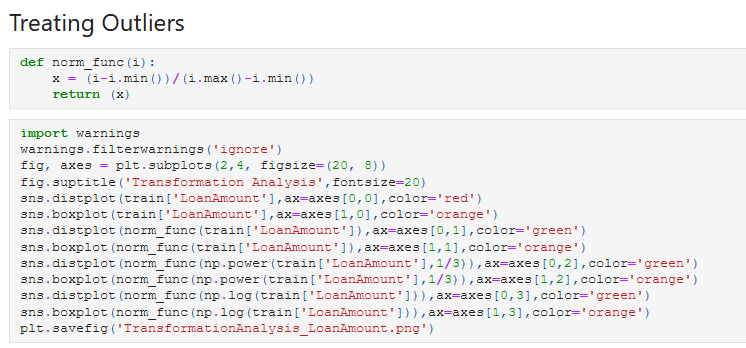 Treating Outliers
def norm_func(i):
    x = (i-i.min())/(i.max()-i.min())
    return (x)
import warnings
warnings.filterwarnings('ignore')
fig, axes = plt.subplots(2,4, figsize=(20, 8))
fig.suptitle('Transformation Analysis',fontsize=20)
sns.distplot(train['LoanAmount'],ax=axes[0,0],color='red')
sns.boxplot(train['LoanAmount'],ax=axes[1,0],color='orange')
sns.distplot(norm_func(train['LoanAmount']),ax=axes[0,1],color='green')
sns.boxplot(norm_func(train['LoanAmount']),ax=axes[1,1],color='orange')
sns.distplot(norm_func(np.power(train['LoanAmount'],1/3)),ax=axes[0,2],color='green')
sns.boxplot(norm_func(np.power(train['LoanAmount'],1/3)),ax=axes[1,2],color='orange')
sns.distplot(norm_func(np.log(train['LoanAmount'])),ax=axes[0,3],color='green')
sns.boxplot(norm_func(np.log(train['LoanAmount'])),ax=axes[1,3],color='orange')
plt.savefig('TransformationAnalysis_LoanAmount.png')